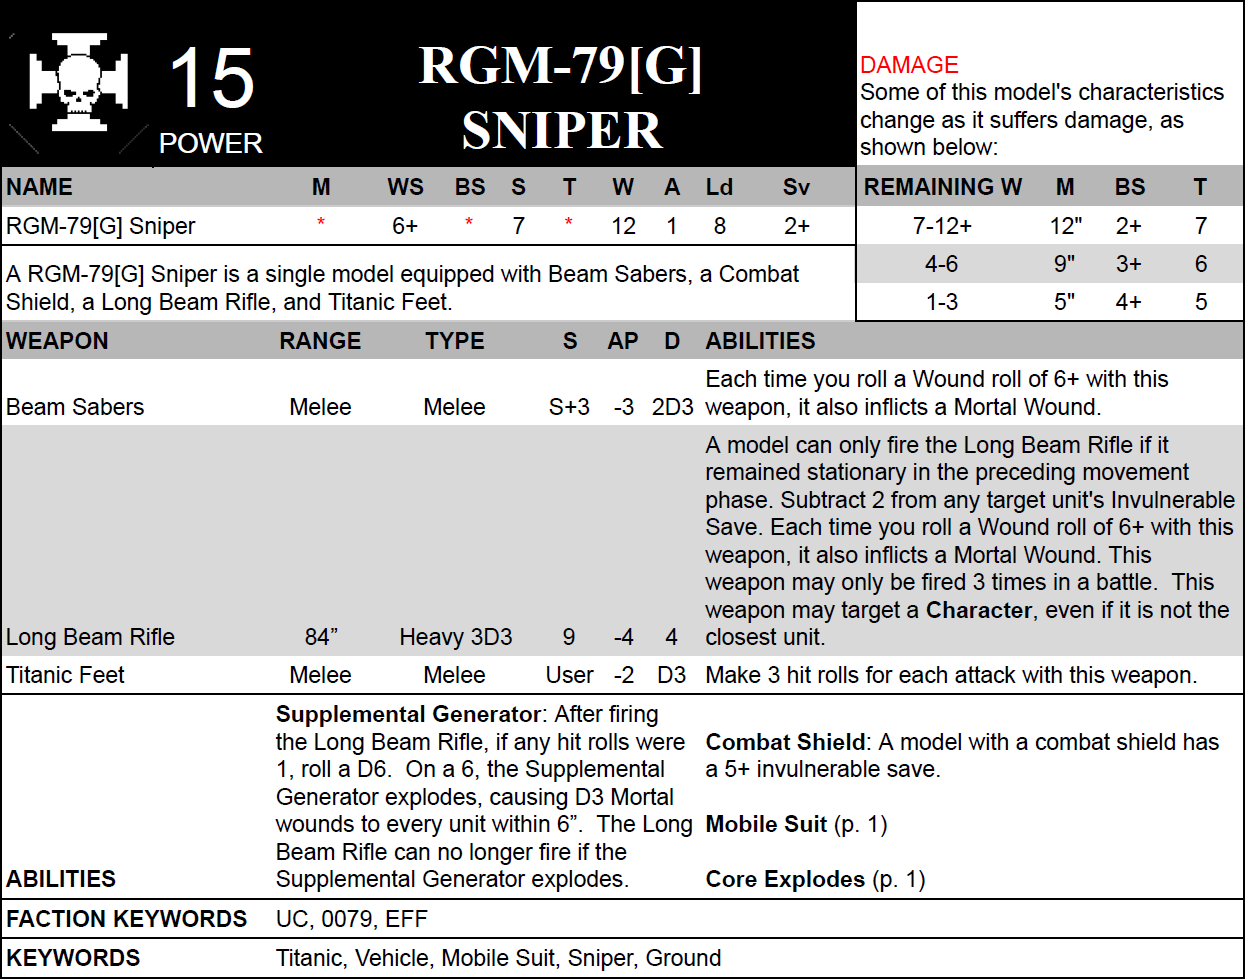 15
POWER
RGM-79[G]
SNIPER
DAMAGE
Some of this model's characteristics
change as it suffers damage, as
shown below:
NAME M WS BS S T W A Ld Sv
RGM-79[G] Sniper * 6+ * 7 * 12 1 8 2+
REMAINING W M BS T
7-12+ 12" 2+ 7
4-6 9" 3+ 6
1-3 5" 4+ 5
A RGM-79[G] Sniper is a single model equipped with Beam Sabers, a Combat
Shield, a Long Beam Rifle, and Titanic Feet.
WEAPON RANGE TYPE S AP D ABILITIES
Each time you roll a Wound roll of 6+ with this
Beam Sabers Melee Melee S+3 -3 2D3 weapon, it also inflicts a Mortal Wound.
A model can only fire the Long Beam Rifle if it
remained stationary in the preceding movement
phase. Subtract 2 from any target unit's Invulnerable
Save. Each time you roll a Wound roll of 6+ with this
weapon, it also inflicts a Mortal Wound. This
weapon may only be fired 3 times in a battle.  This
weapon may target a Character, even if it is not the
Long Beam Rifle 84” Heavy 3D3 9 -4 4 closest unit.
Titanic Feet Melee Melee User -2 D3 Make 3 hit rolls for each attack with this weapon.
ABILITIES
Supplemental Generator: After firing
the Long Beam Rifle, if any hit rolls were
1, roll a D6.  On a 6, the Supplemental
Generator explodes, causing D3 Mortal
wounds to every unit within 6”.  The Long
Beam Rifle can no longer fire if the
Supplemental Generator explodes.
Combat Shield: A model with a combat shield has
a 5+ invulnerable save.
Mobile Suit (p. 1)
Core Explodes (p. 1)
FACTION KEYWORDS UC, 0079, EFF
KEYWORDS Titanic, Vehicle, Mobile Suit, Sniper, Ground